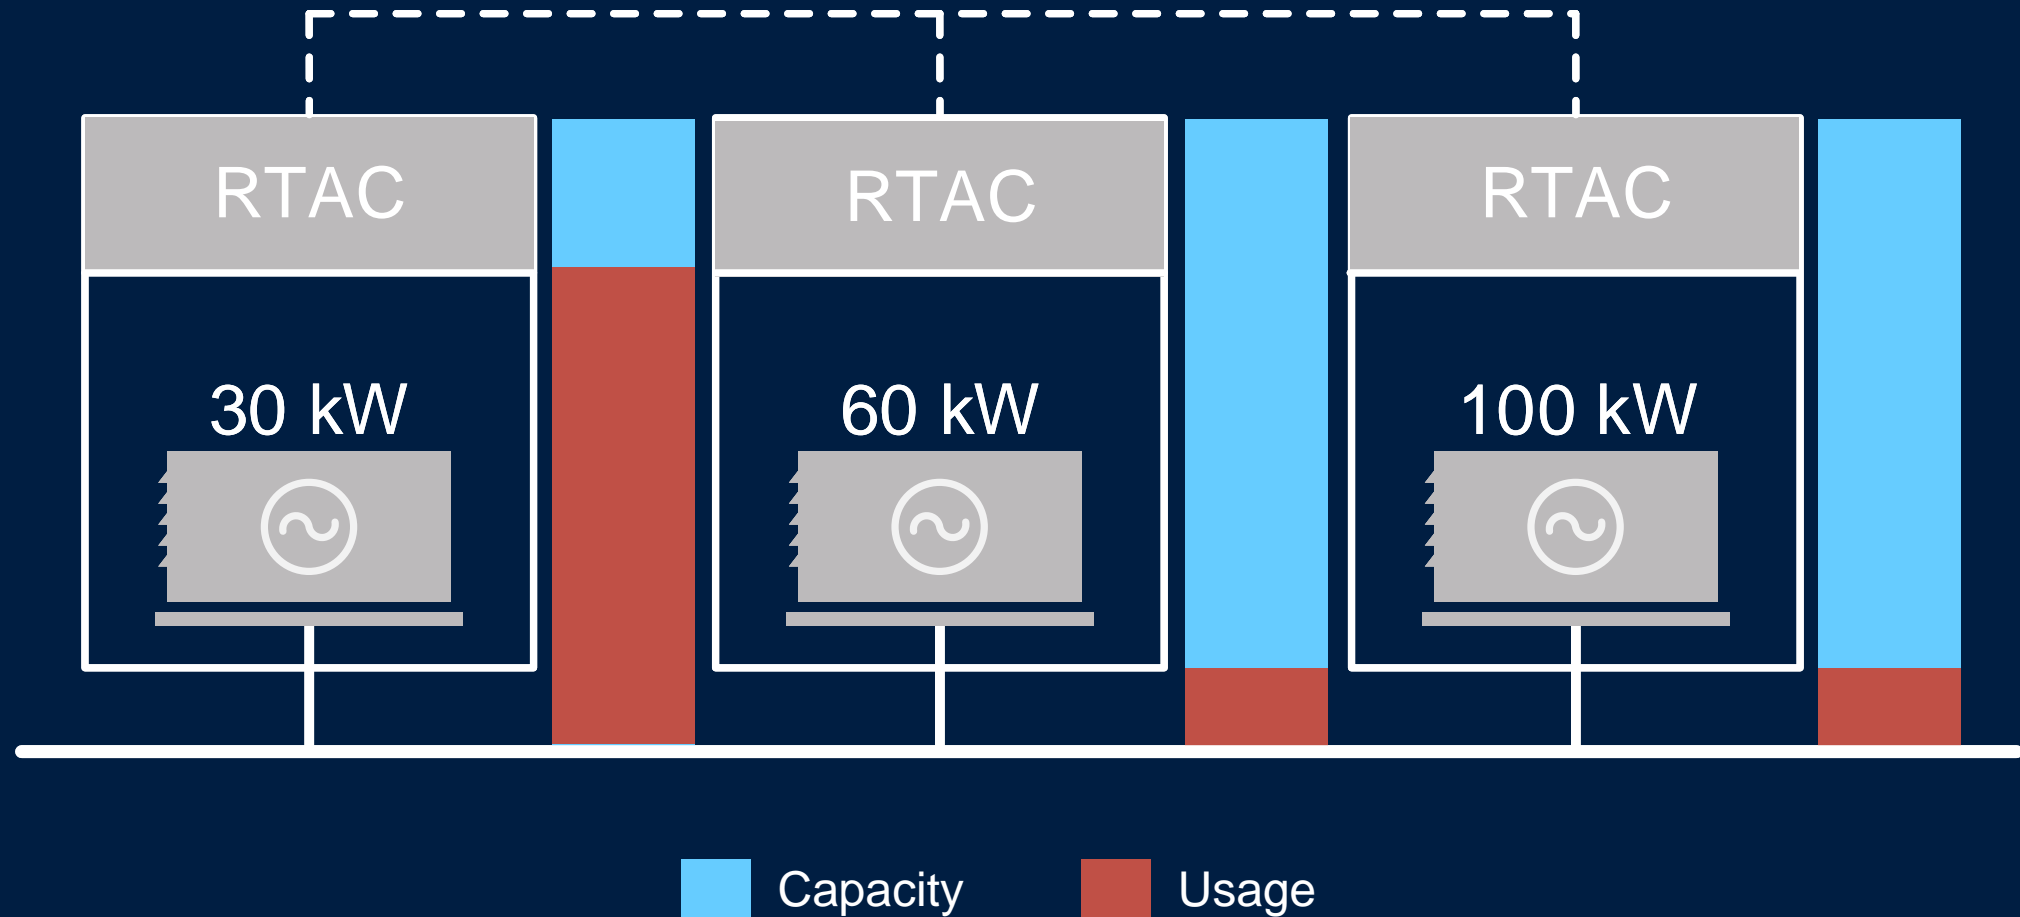 RTAC
RTAC
RTAC
30 kW
60 kW
100 kW
Capacity
Usage